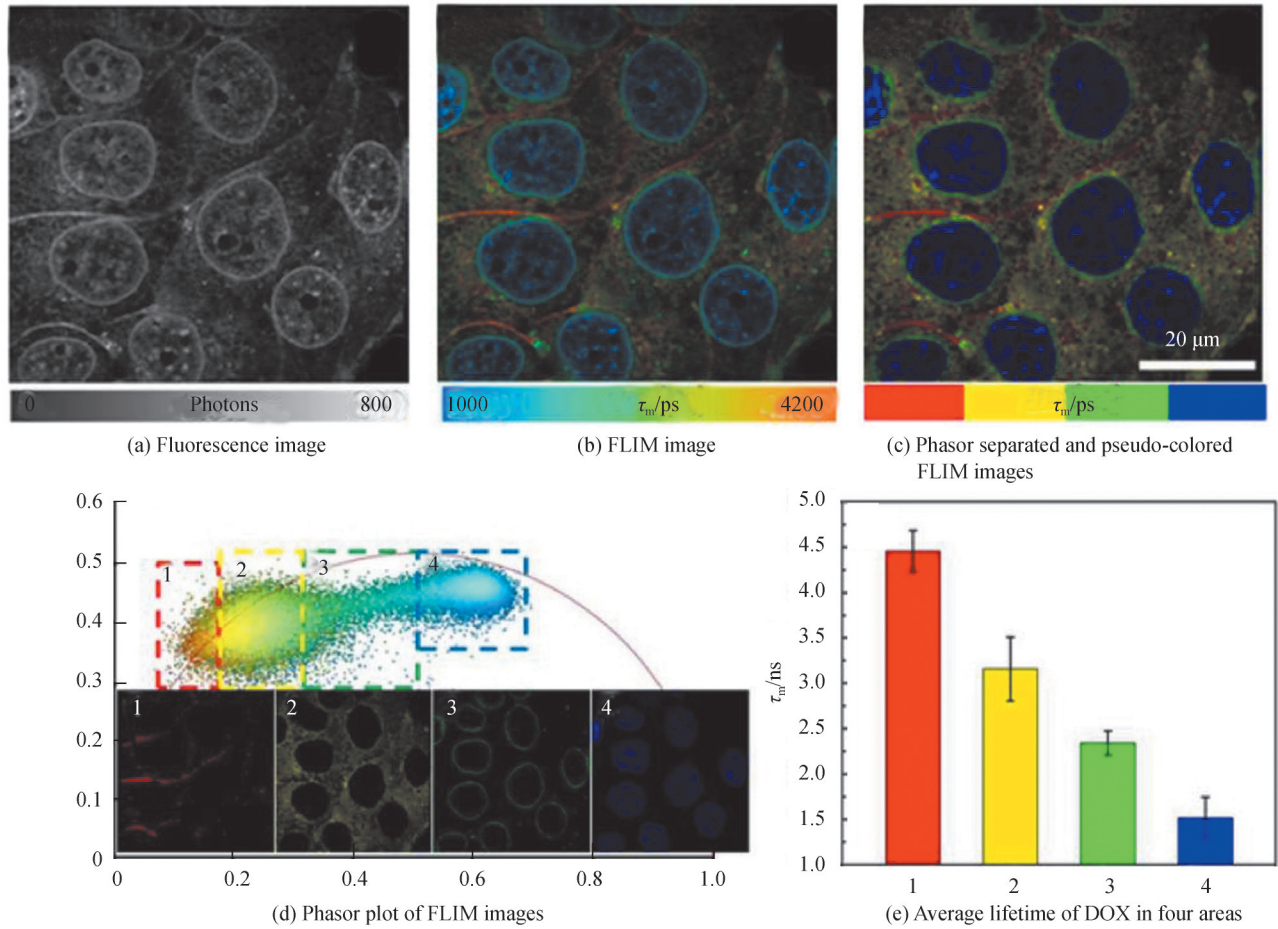 20 μm
0 Photons 800
1000 τm/ps 4200
τm/ps
(a) Fluorescence image
(b) FLIM image
(c) Phasor separated and pseudo-colored
FLIM images
0.6
0.5
0.4
0.3
0.2
0.1
0
1
2
3
4
1
2
3
4
0 0.2 0.4 0.6 0.8 1.0
(d) Phasor plot of FLIM images
5.0
4.5
4.0
3.5
3.0
2.5
2.0
1.5
1.0
τm/ns
1 2 3 4
(e) Average lifetime of DOX in four areas